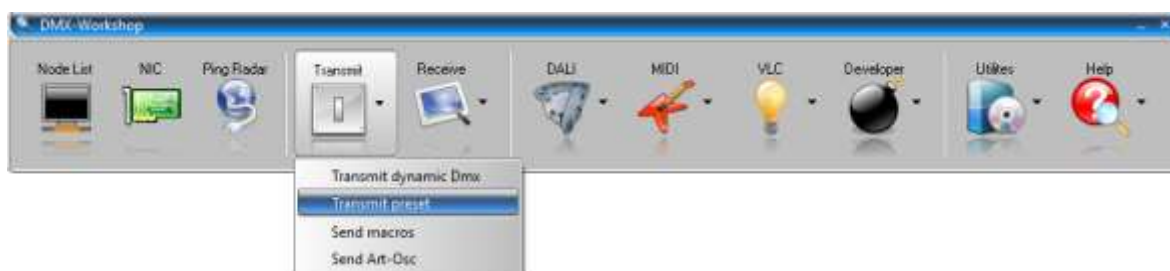 DMX-Workshop
Node List NIC Ping Radar Transmit Receive DALI MIDI VLC Developer Utilites Help
Transmit dynamic Dmx
Transmit preset
Send macros
Send Art-Osc